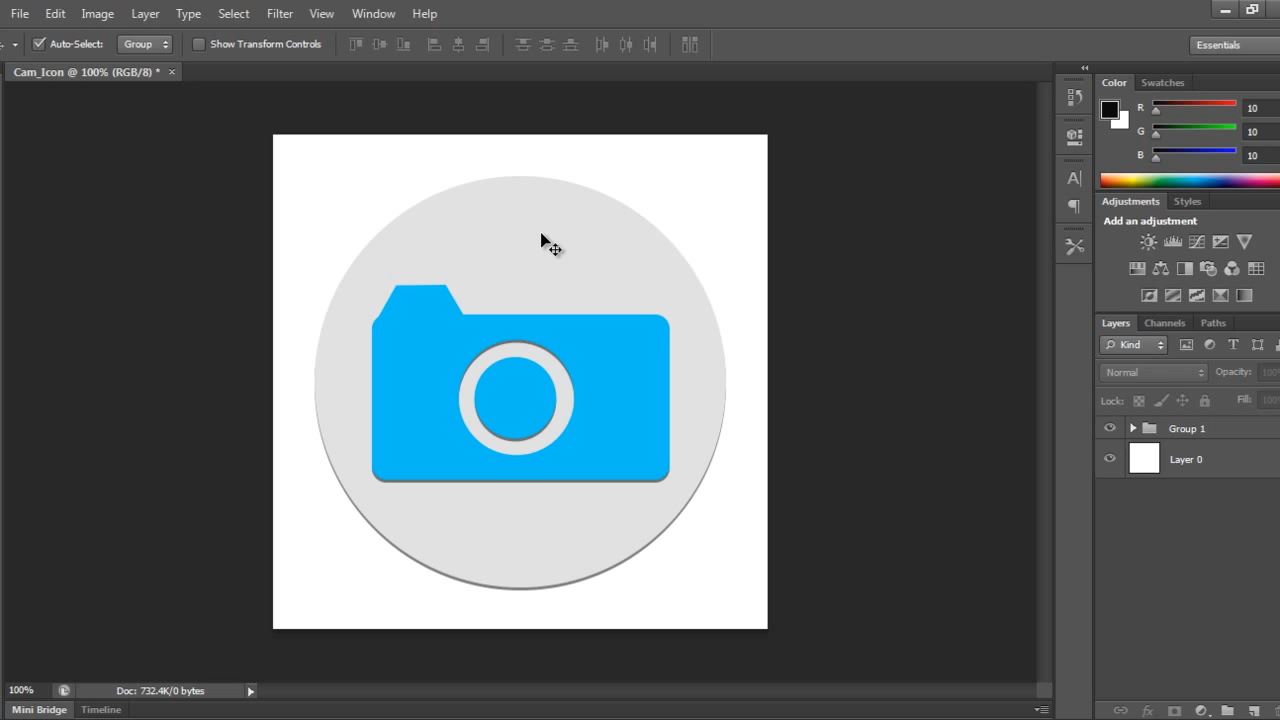 File Edit Image Layer Type Select Filter View Window Help
Auto-Select: Group Show Transform Controls Essentials
Cam_Icon @ 100% (RGB/8) * ×
Color Swatches
R 10
G 10
B 10
Adjustments Styles
Add an adjustment
Layers Channels Paths
Kind
Normal Opacity: 100%
Lock: Fill: 100%
Group 1
Layer 0
100% Doc: 732.4K/0 bytes
Mini Bridge Timeline